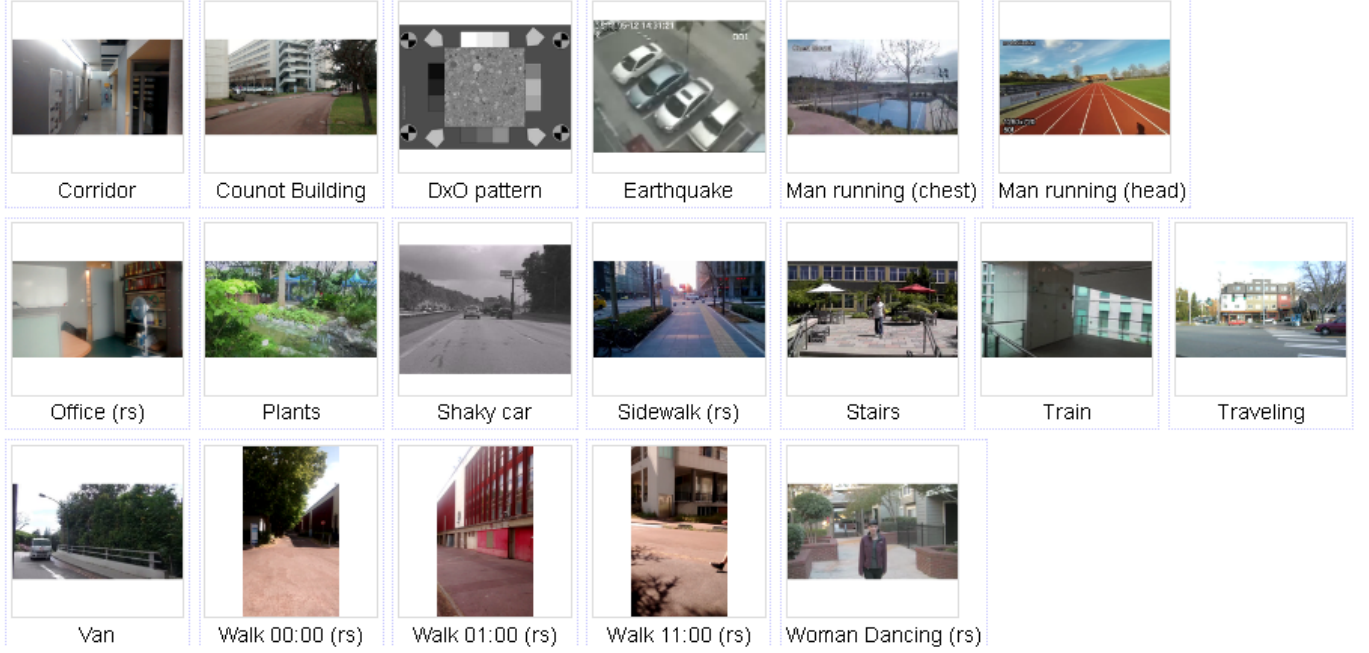 Corridor
Counot Building
DxO pattern
Earthquake
Man running (chest)
Man running (head)
Office (rs)
Plants
Shaky car
Sidewalk (rs)
Stairs
Train
Traveling
Van
Walk 00:00 (rs)
Walk 01:00 (rs)
Walk 11:00 (rs)
Woman Dancing (rs)